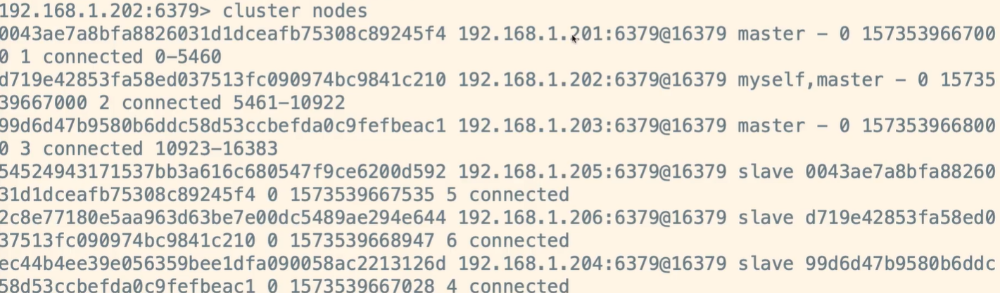 192.168.1.202:6379> cluster nodes
0043ae7a8bfa8826031d1dceafb75308c89245f4 192.168.1.201:6379@16379 master - 0 157353966700
0 1 connected 0-5460
d719e42853fa58ed037513fc090974bc9841c210 192.168.1.202:6379@16379 myself,master - 0 15735
39667000 2 connected 5461-10922
99d6d47b9580b6ddc58d53ccbefda0c9fefbeac1 192.168.1.203:6379@16379 master - 0 157353966800
0 3 connected 10923-16383
54524943171537bb3a616c680547f9ce6200d592 192.168.1.205:6379@16379 slave 0043ae7a8bfa88260
31d1dceafb75308c89245f4 0 1573539667535 5 connected
2c8e77180e5aa963d63be7e00dc5489ae294e644 192.168.1.206:6379@16379 slave d719e42853fa58ed0
37513fc090974bc9841c210 0 1573539668947 6 connected
ec44b4ee39e056359bee1dfa090058ac2213126d 192.168.1.204:6379@16379 slave 99d6d47b9580b6ddc
58d53ccbefda0c9fefbeac1 0 1573539667028 4 connected